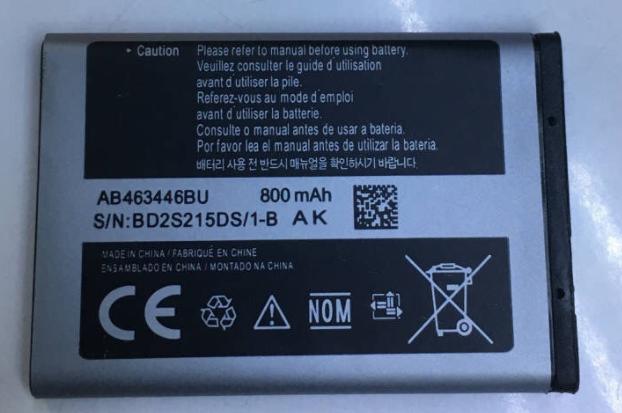 • Caution Please refer to manual before using battery.
Veuillez consulter le guide d'utilisation
avant d'utiliser la pile.
Referez-vous au mode d'emploi
avant d'utiliser la batterie.
Consulte o manual antes de usar a bateria.
Por favor lea el manual antes de utilizar la bateria.
배터리 사용 전 반드시 매뉴얼을 확인하시기 바랍니다.
AB463446BU 800 mAh
S/N:BD2S215DS/1-B AK
MADE IN CHINA / FABRIQUÉ EN CHINE
ENSAMBLADO EN CHINA / MONTADO NA CHINA
CE
NOM